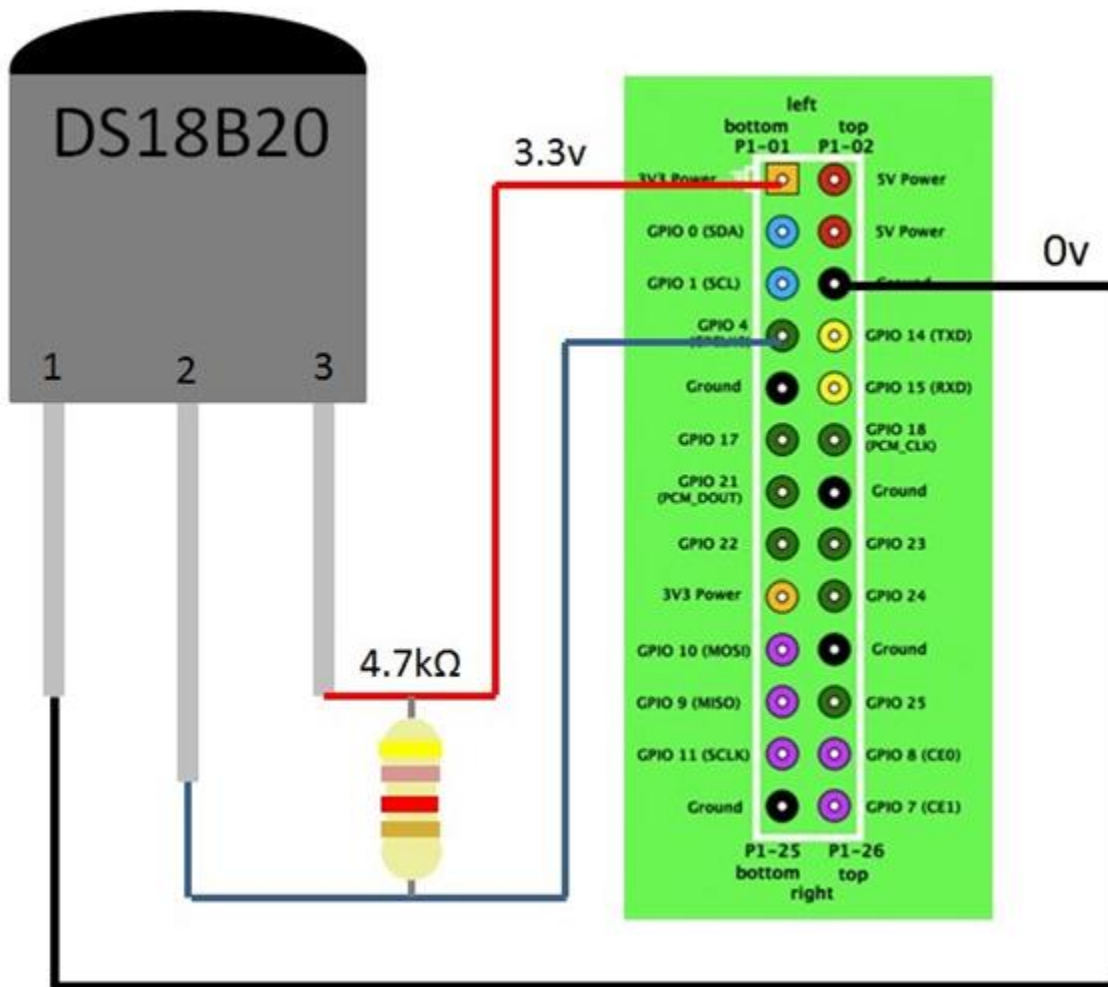 DS18B20
1
2
3
3.3v
0v
4.7kΩ
left
bottom top
P1-01 P1-02
3V3 Power 5V Power
GPIO 0 (SDA) 5V Power
GPIO 1 (SCL) Ground
GPIO 4 GPIO 14 (TXD)
Ground GPIO 15 (RXD)
GPIO 17 GPIO 18
(PCM_CLK)
GPIO 21 Ground
(PCM_DOUT)
GPIO 22 GPIO 23
3V3 Power GPIO 24
GPIO 10 (MOSI) Ground
GPIO 9 (MISO) GPIO 25
GPIO 11 (SCLK) GPIO 8 (CE0)
Ground GPIO 7 (CE1)
P1-25 P1-26
bottom top
right